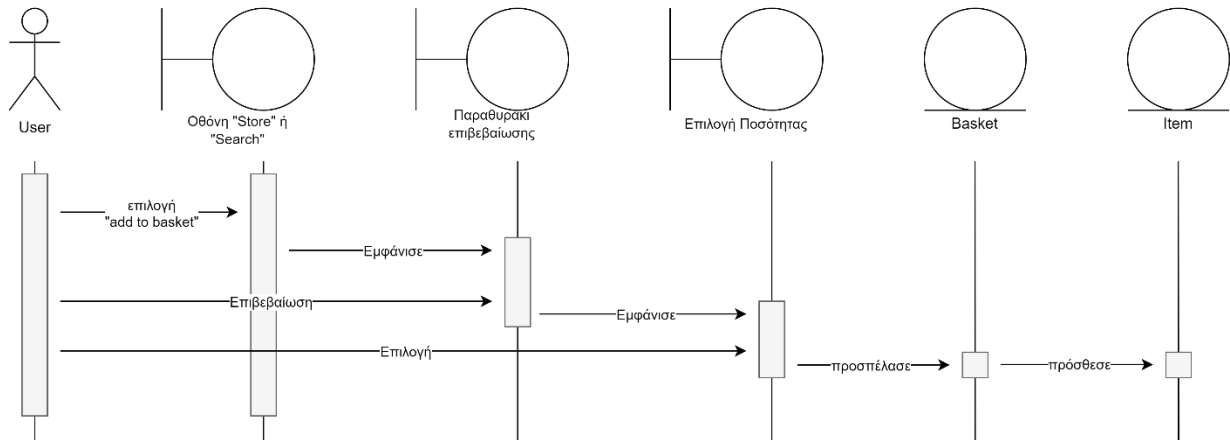 User
Οθόνη "Store" ή
"Search"
Παραθυράκι
επιβεβαίωσης
Επιλογή Ποσότητας
Basket
Item
επιλογή
"add to basket"
Εμφάνισε
Επιβεβαίωση
Εμφάνισε
Επιλογή
προσπέλασε
πρόσθεσε